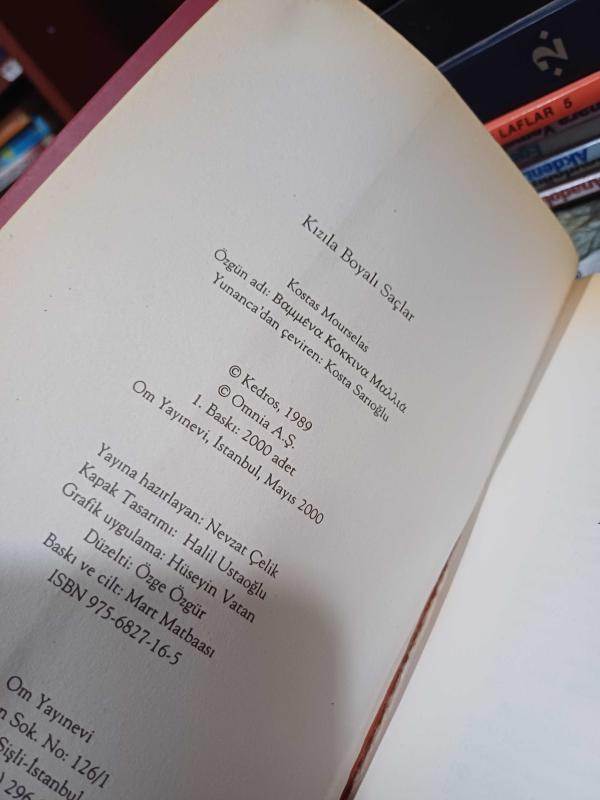 Kızıla Boyalı Saçlar
Kostas Mourselas
Özgün adı: Βαμμένα Κόκκινα Μαλλιά
Yunanca'dan çeviren: Kosta Sarıoğlu
© Kedros, 1989
© Omnia A.Ş.
1. Baskı: 2000 adet
Om Yayınevi, İstanbul, Mayıs 2000
Yayına hazırlayan: Nevzat Çelik
Kapak Tasarımı: Halil Ustaoğlu
Grafik uygulama: Hüseyin Vatan
Düzelti: Özge Özgür
Baskı ve cilt: Mart Matbaası
ISBN 975-6827-16-5
Om Yayınevi
Sok. No: 126/1
Şişli-İstanbul
) 296
.2.
LAFLAR 5